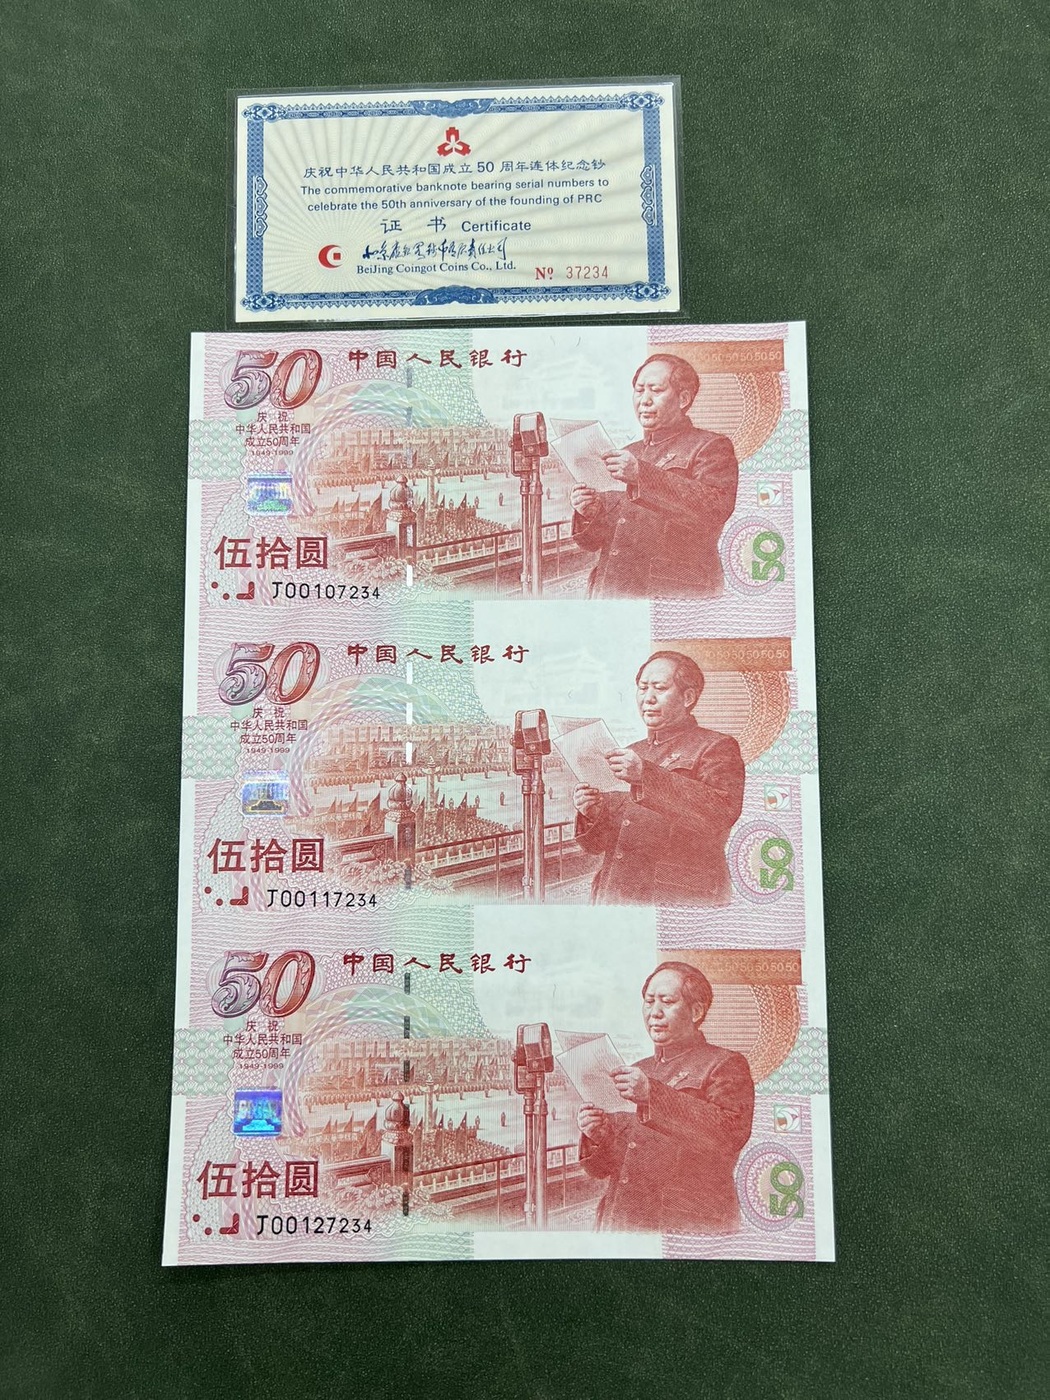 庆祝中华人民共和国成立 50 周年连体纪念钞
The commemorative banknote bearing serial numbers to
celebrate the 50th anniversary of the founding of PRC
证 书 Certificate
BeiJing Coingot Coins Co., Ltd.
Nº 37234
50
中国人民银行
505050505050
庆 祝
中华人民共和国
成立50周年
1949-1999
伍拾圆
50
J00107234
50
中国人民银行
505050505050
庆 祝
中华人民共和国
成立50周年
1949-1999
伍拾圆
50
J00117234
50
中国人民银行
505050505050
庆 祝
中华人民共和国
成立50周年
1949-1999
伍拾圆
50
J00127234